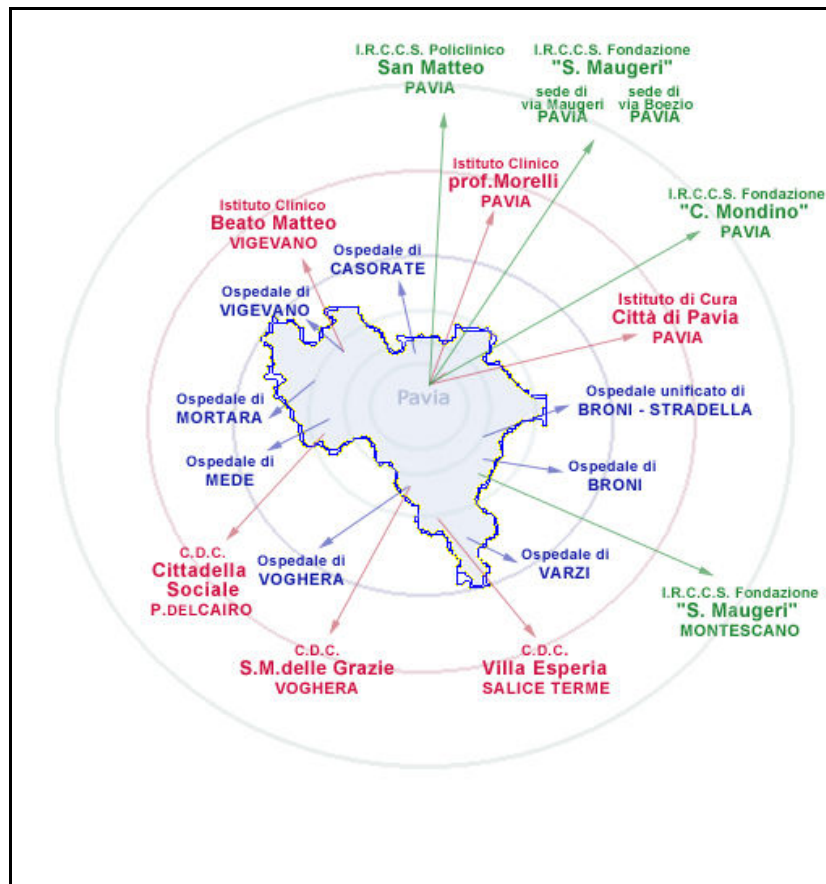 I.R.C.C.S. Policlinico
San Matteo
PAVIA
I.R.C.C.S. Fondazione
"S. Maugeri"
sede di
via Maugeri
PAVIA
sede di
via Boezio
PAVIA
Istituto Clinico
prof.Morelli
PAVIA
I.R.C.C.S. Fondazione
"C. Mondino"
PAVIA
Istituto Clinico
Beato Matteo
VIGEVANO
Ospedale di
CASORATE
Ospedale di
VIGEVANO
Istituto di Cura
Città di Pavia
PAVIA
Pavia
Ospedale di
MORTARA
Ospedale unificato di
BRONI - STRADELLA
Ospedale di
MEDE
Ospedale di
BRONI
C.D.C.
Cittadella
Sociale
P.DELCAIRO
Ospedale di
VOGHERA
Ospedale di
VARZI
I.R.C.C.S. Fondazione
"S. Maugeri"
MONTESCANO
C.D.C.
S.M.delle Grazie
VOGHERA
C.D.C.
Villa Esperia
SALICE TERME